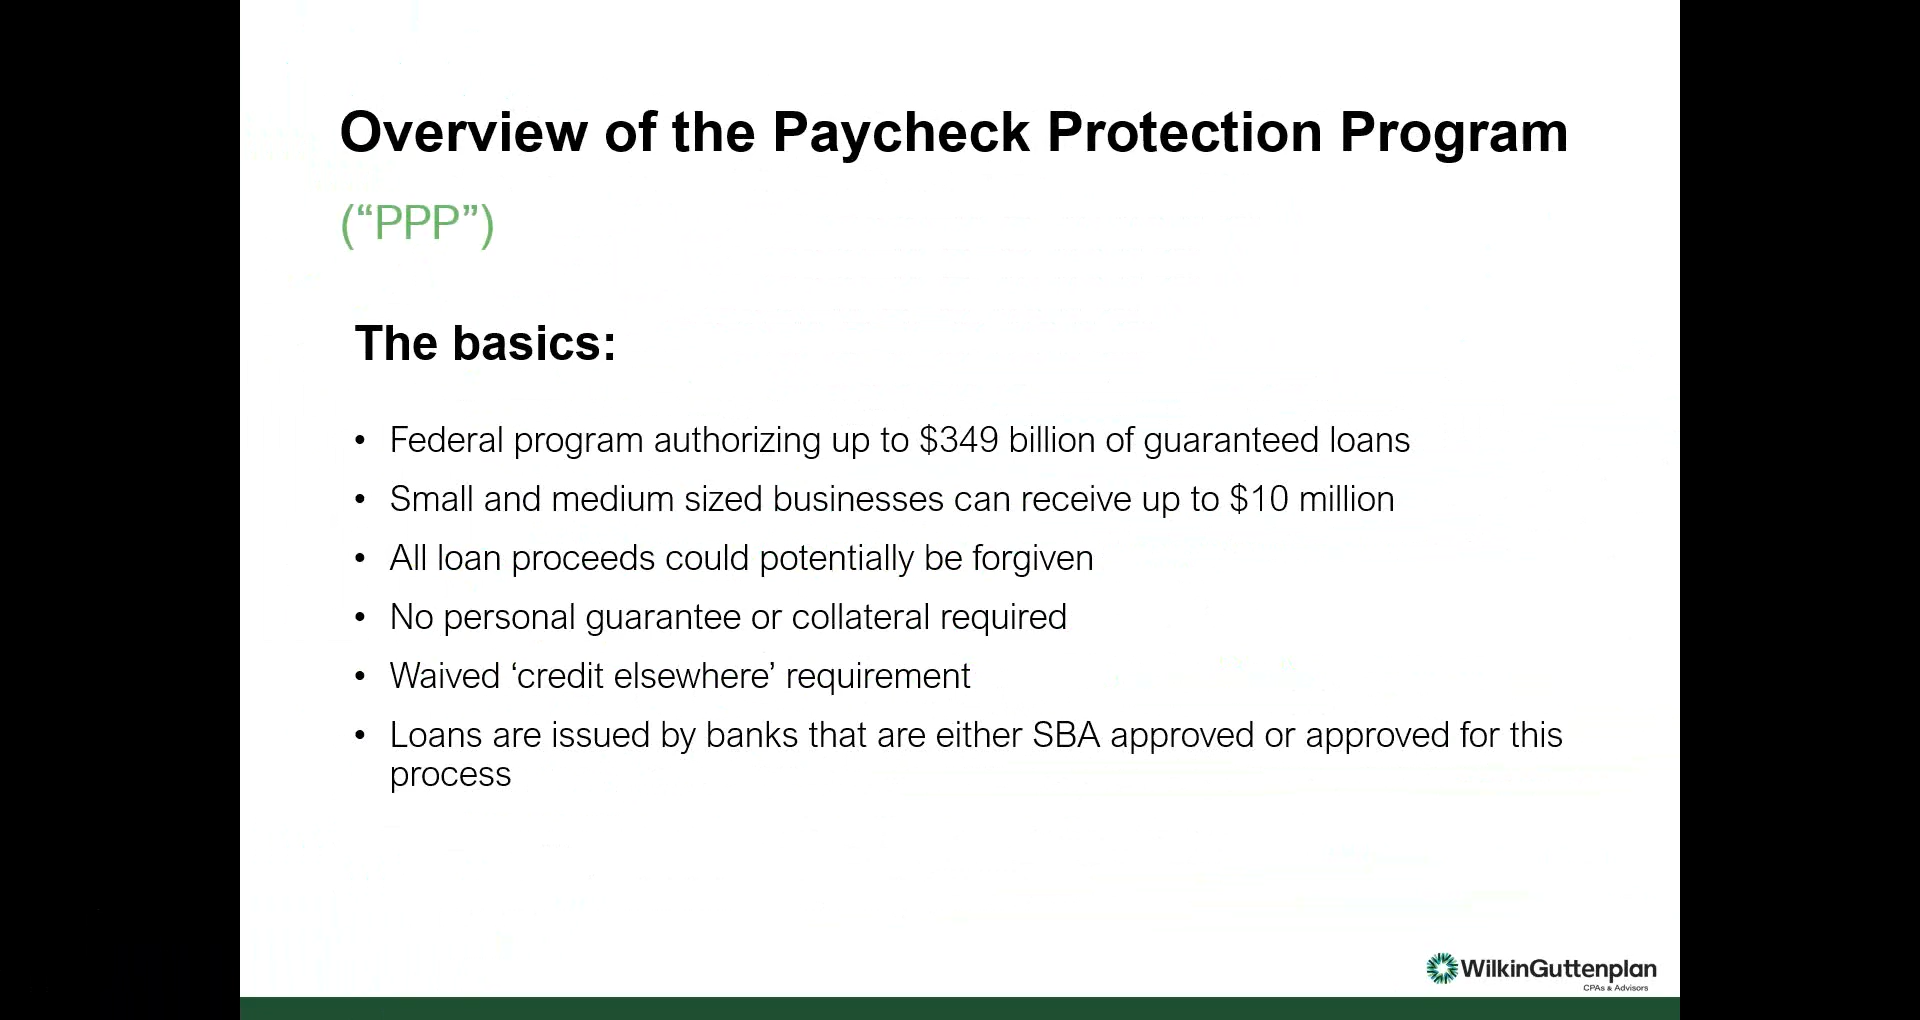 Overview of the Paycheck Protection Program
(“PPP”)
The basics:
• Federal program authorizing up to $349 billion of guaranteed loans
• Small and medium sized businesses can receive up to $10 million
• All loan proceeds could potentially be forgiven
• No personal guarantee or collateral required
• Waived ‘credit elsewhere’ requirement
• Loans are issued by banks that are either SBA approved or approved for this
process
WilkinGuttenplan
CPAs & Advisors